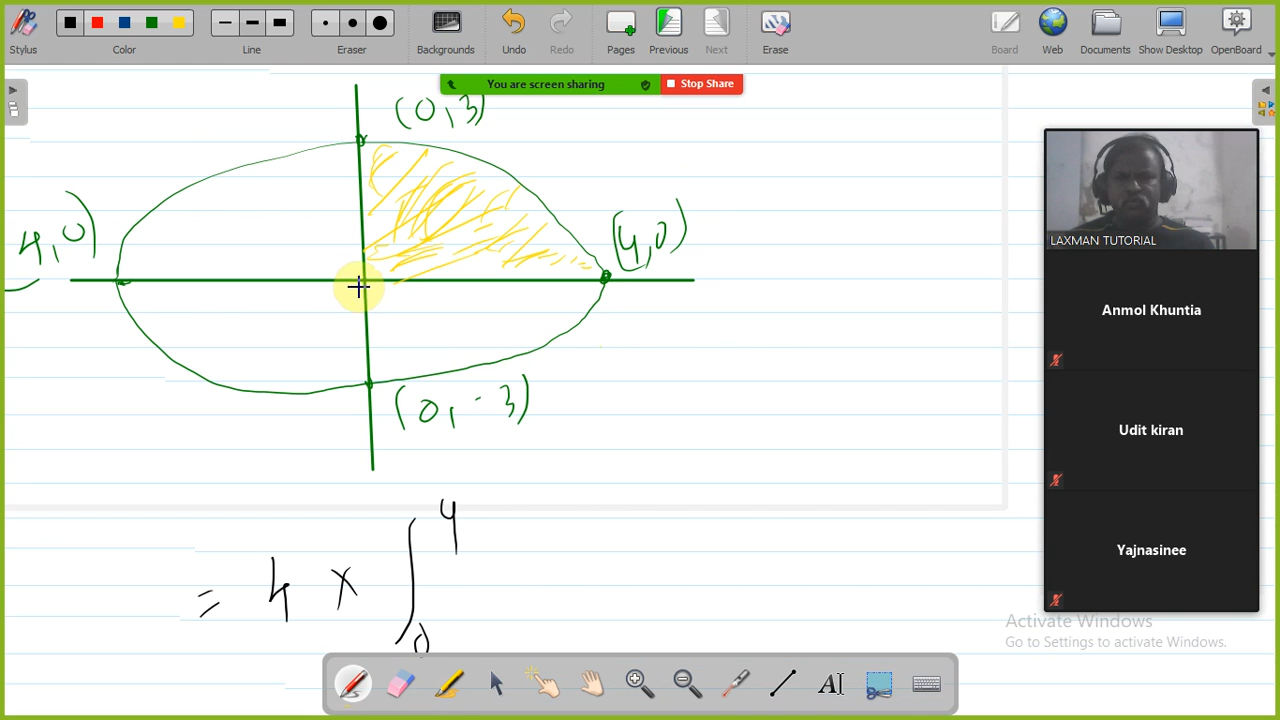 Stylus Color Line Eraser Backgrounds Undo Redo Pages Previous Next Erase Board Web Documents Show Desktop OpenBoard
You are screen sharing Stop Share
(0, 3)
4, 0)
(4, 0)
(0, -3)
= 4 × ∫ 4
0
LAXMAN TUTORIAL
Anmol Khuntia
Udit kiran
Yajnasinee
Activate Windows
Go to Settings to activate Windows.